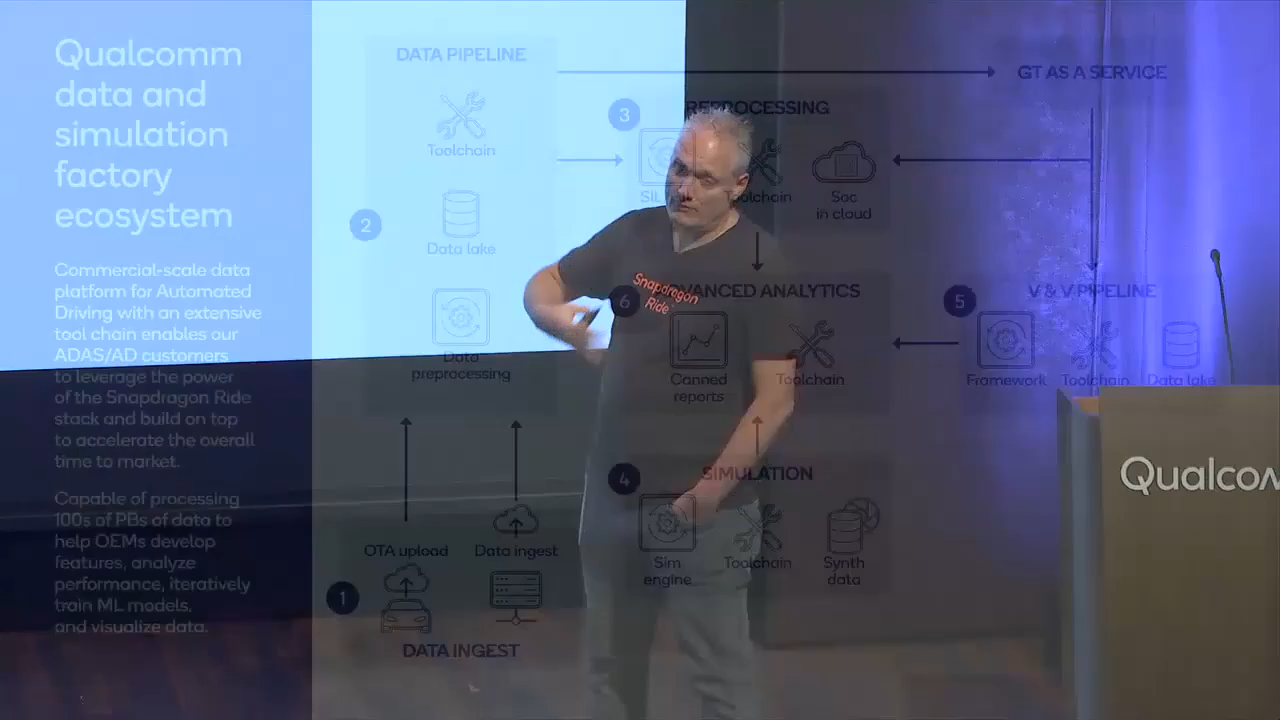 Qualcomm
data and
simulation
factory
ecosystem
Commercial-scale data
platform for Automated
Driving with an extensive
tool chain enables our
ADAS/AD customers
to leverage the power
of the Snapdragon Ride
stack and build on top
to accelerate the overall
time to market.
Capable of processing
100s of PBs of data to
help OEMs develop
features, analyze
performance, iteratively
train ML models,
and visualize data.
DATA PIPELINE
Toolchain
2
Data lake
Data
preprocessing
OTA upload
Data ingest
1
DATA INGEST
GT AS A SERVICE
3
REPROCESSING
SIL
Toolchain
Soc
in cloud
6
ADVANCED ANALYTICS
Canned
reports
Toolchain
5
V & V PIPELINE
Framework
Toolchain
Data lake
4
SIMULATION
Sim
engine
Toolchain
Synth
data
Snapdragon
Ride
Qualcom